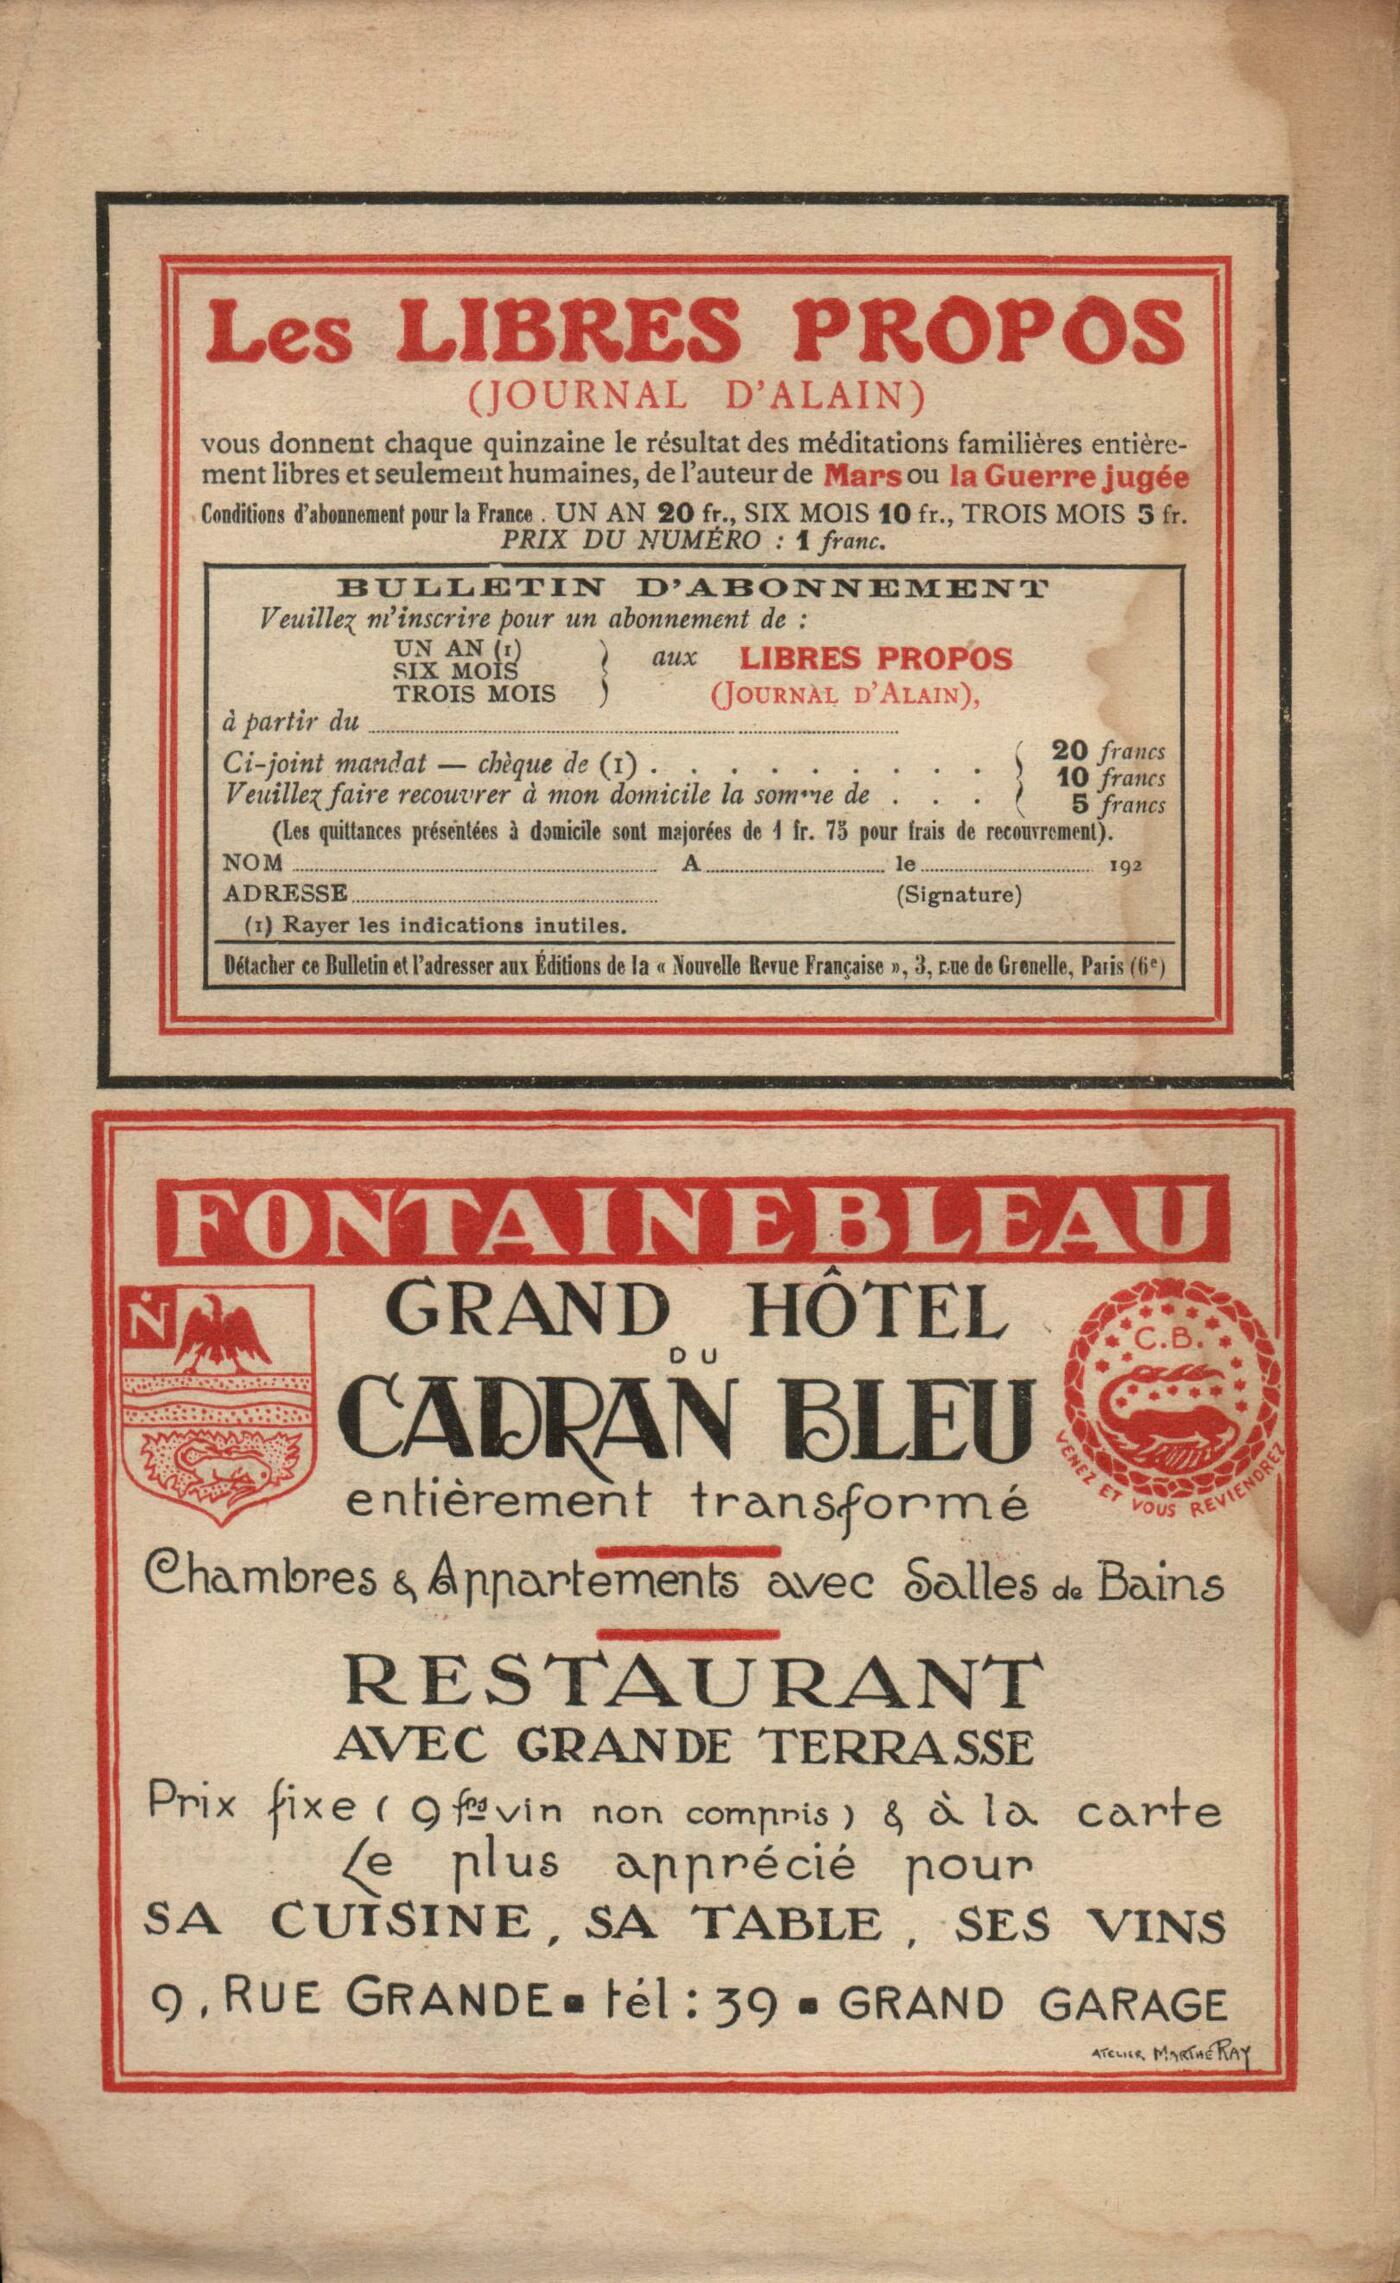 Les LIBRES PROPOS
(JOURNAL D'ALAIN)
vous donnent chaque quinzaine le résultat des méditations familières entière-
ment libres et seulement humaines, de l'auteur de Mars ou la Guerre jugée
Conditions d'abonnement pour la France . UN AN 20 fr., SIX MOIS 10 fr., TROIS MOIS 5 fr.
PRIX DU NUMÉRO : 1 franc.
BULLETIN D'ABONNEMENT
Veuillez m'inscrire pour un abonnement de :
UN AN (1)
SIX MOIS
TROIS MOIS
aux LIBRES PROPOS
(JOURNAL D'ALAIN),
à partir du
Ci-joint mandat — chèque de (1) . . . . . . . . .
Veuillez faire recouvrer à mon domicile la somme de . . .
20 francs
10 francs
5 francs
(Les quittances présentées à domicile sont majorées de 1 fr. 75 pour frais de recouvrement).
NOM A le 192
ADRESSE (Signature)
(1) Rayer les indications inutiles.
Détacher ce Bulletin et l'adresser aux Éditions de la « Nouvelle Revue Française », 3, rue de Grenelle, Paris (6e)
FONTAINEBLEAU
N
GRAND HÔTEL
DU
CADRAN BLEU
entièrement transformé
C.B.
VENEZ ET VOUS REVIENDREZ
Chambres & Appartements avec Salles de Bains
RESTAURANT
AVEC GRANDE TERRASSE
Prix fixe ( 9 frs vin non compris ) & à la carte
Le plus apprécié pour
SA CUISINE, SA TABLE, SES VINS
9, RUE GRANDE ▪ tél : 39 ▪ GRAND GARAGE
ATELIER MARTHE RAY